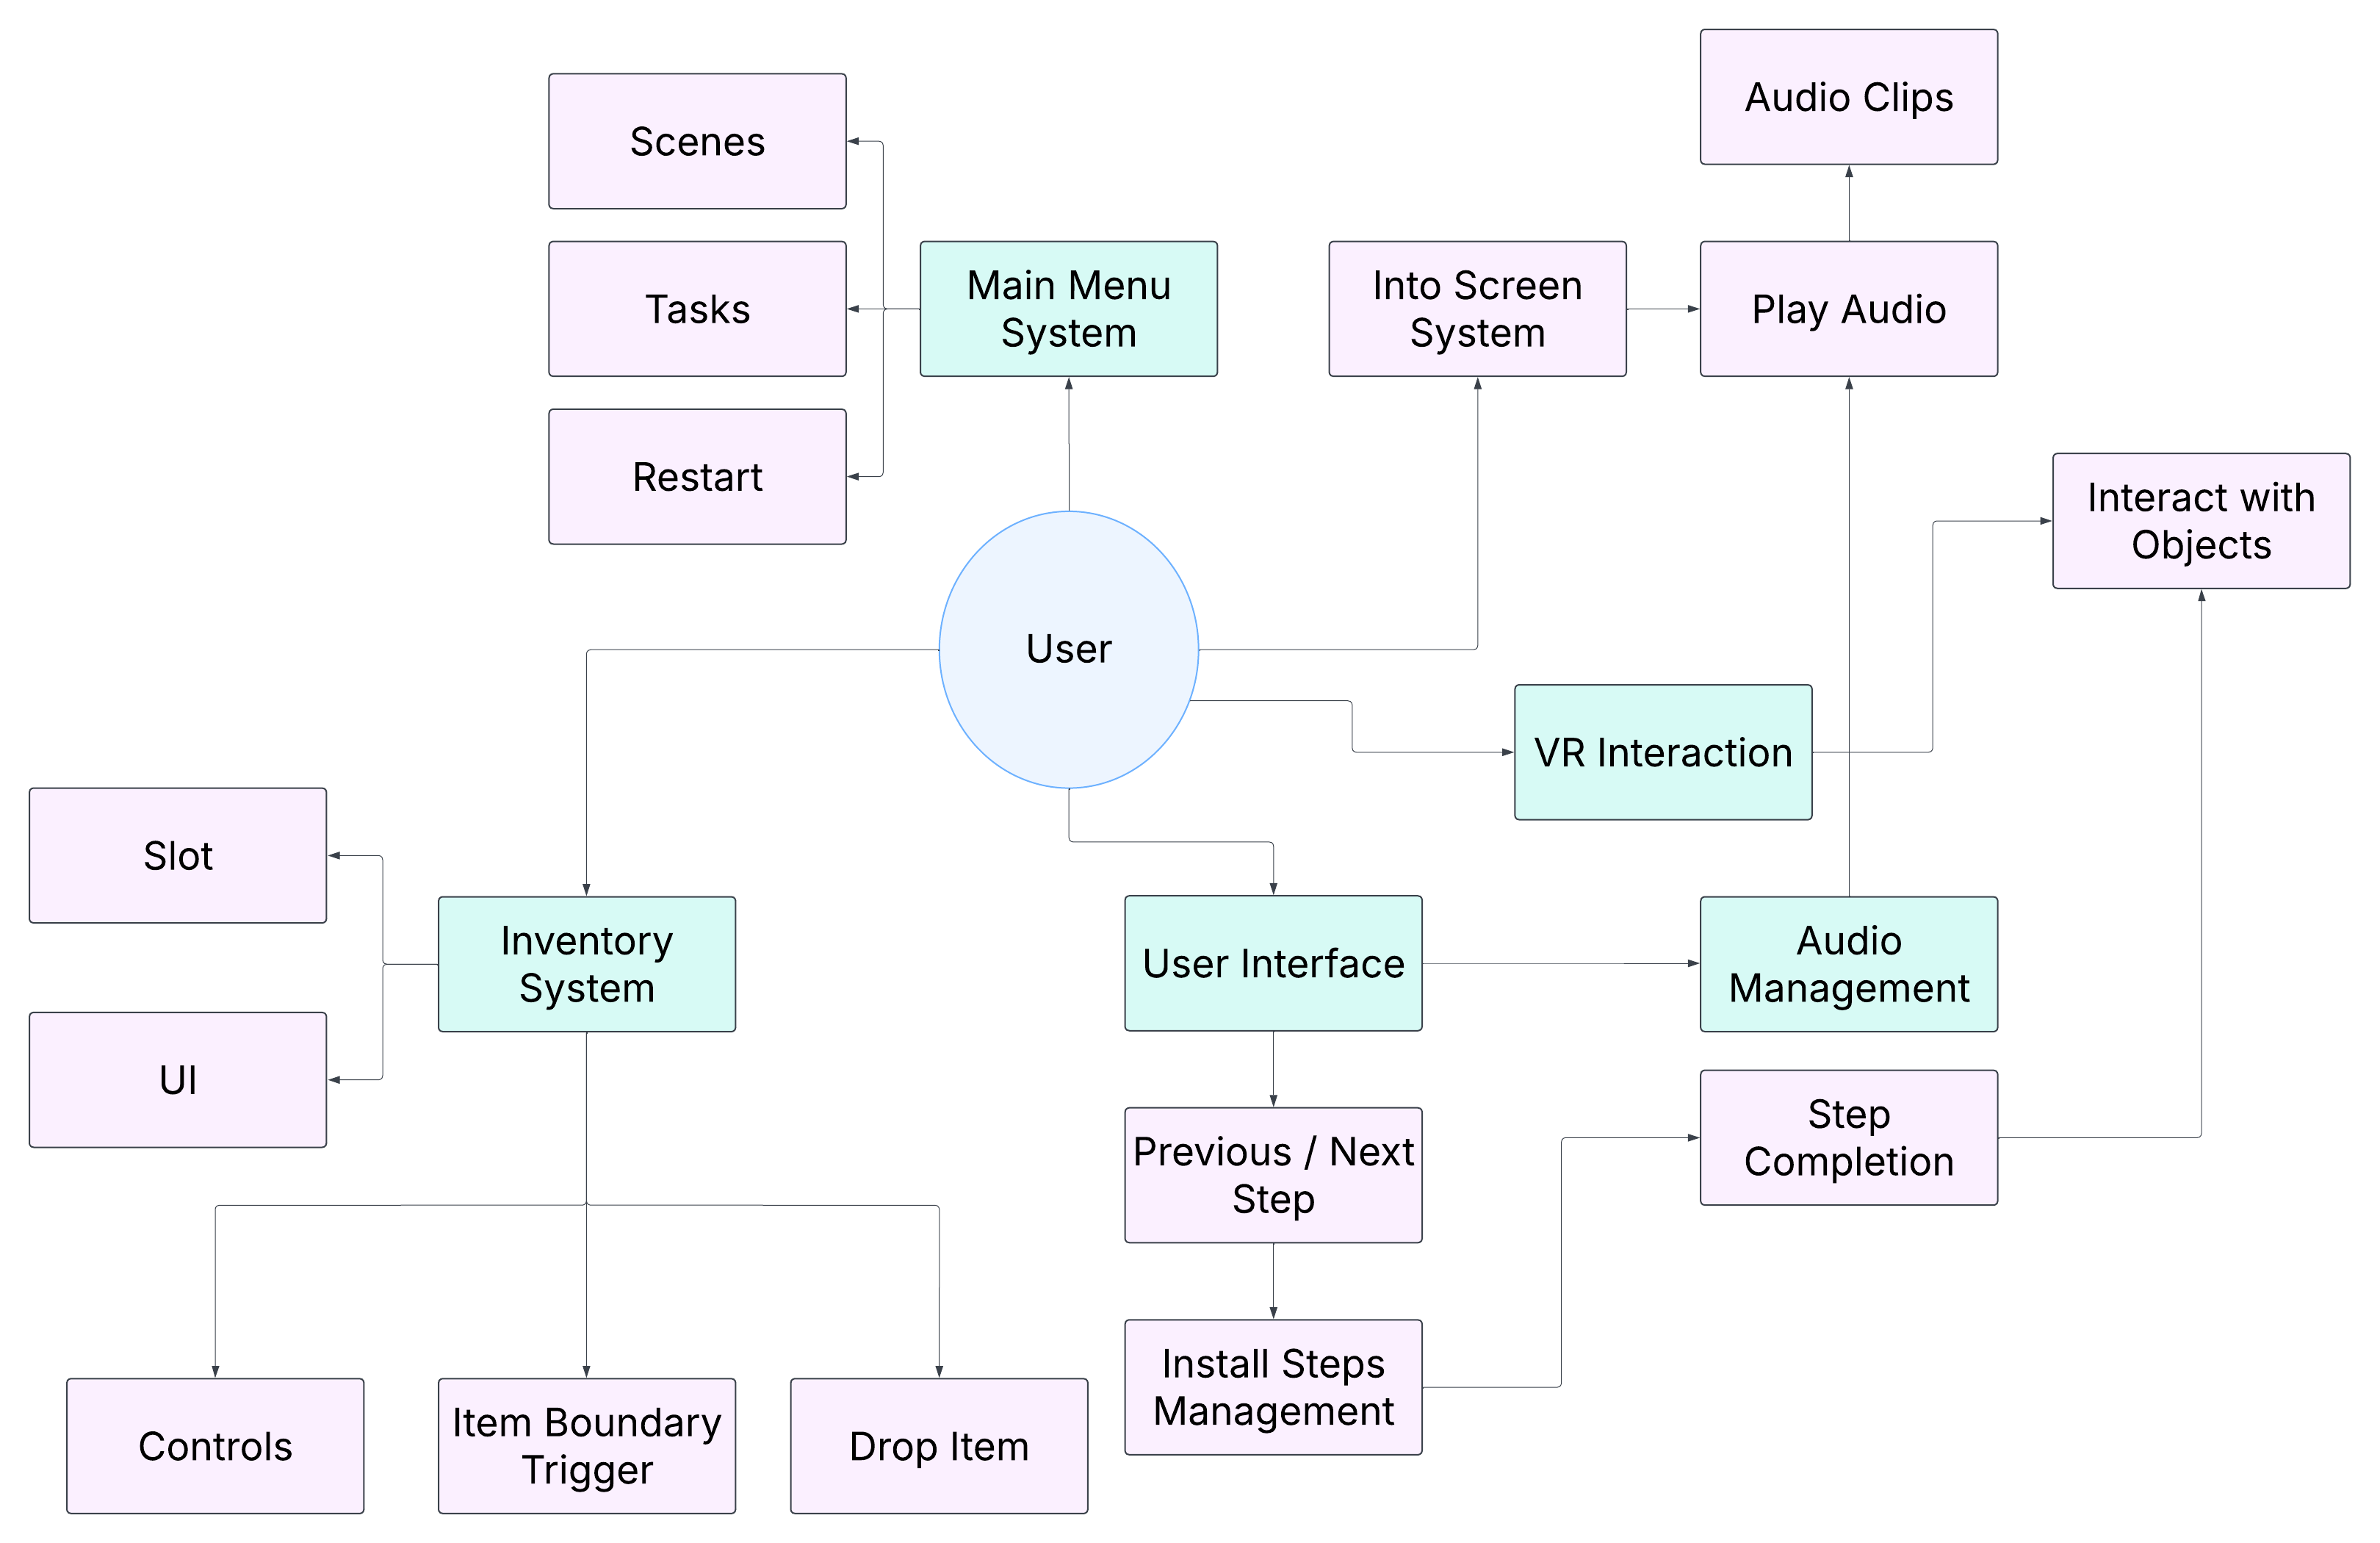 Audio Clips
Scenes
Main Menu
System
Into Screen
System
Tasks
Play Audio
Restart
Interact with
Objects
User
VR Interaction
Slot
Inventory
System
User Interface
Audio
Management
UI
Previous / Next
Step
Step
Completion
Install Steps
Management
Controls
Item Boundary
Trigger
Drop Item